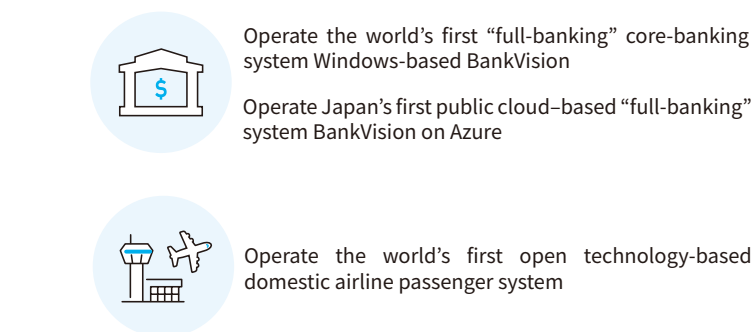 Operate the world’s first “full-banking” core-banking
system Windows-based BankVision
Operate Japan’s first public cloud–based “full-banking”
system BankVision on Azure
$
Operate the world’s first open technology-based
domestic airline passenger system